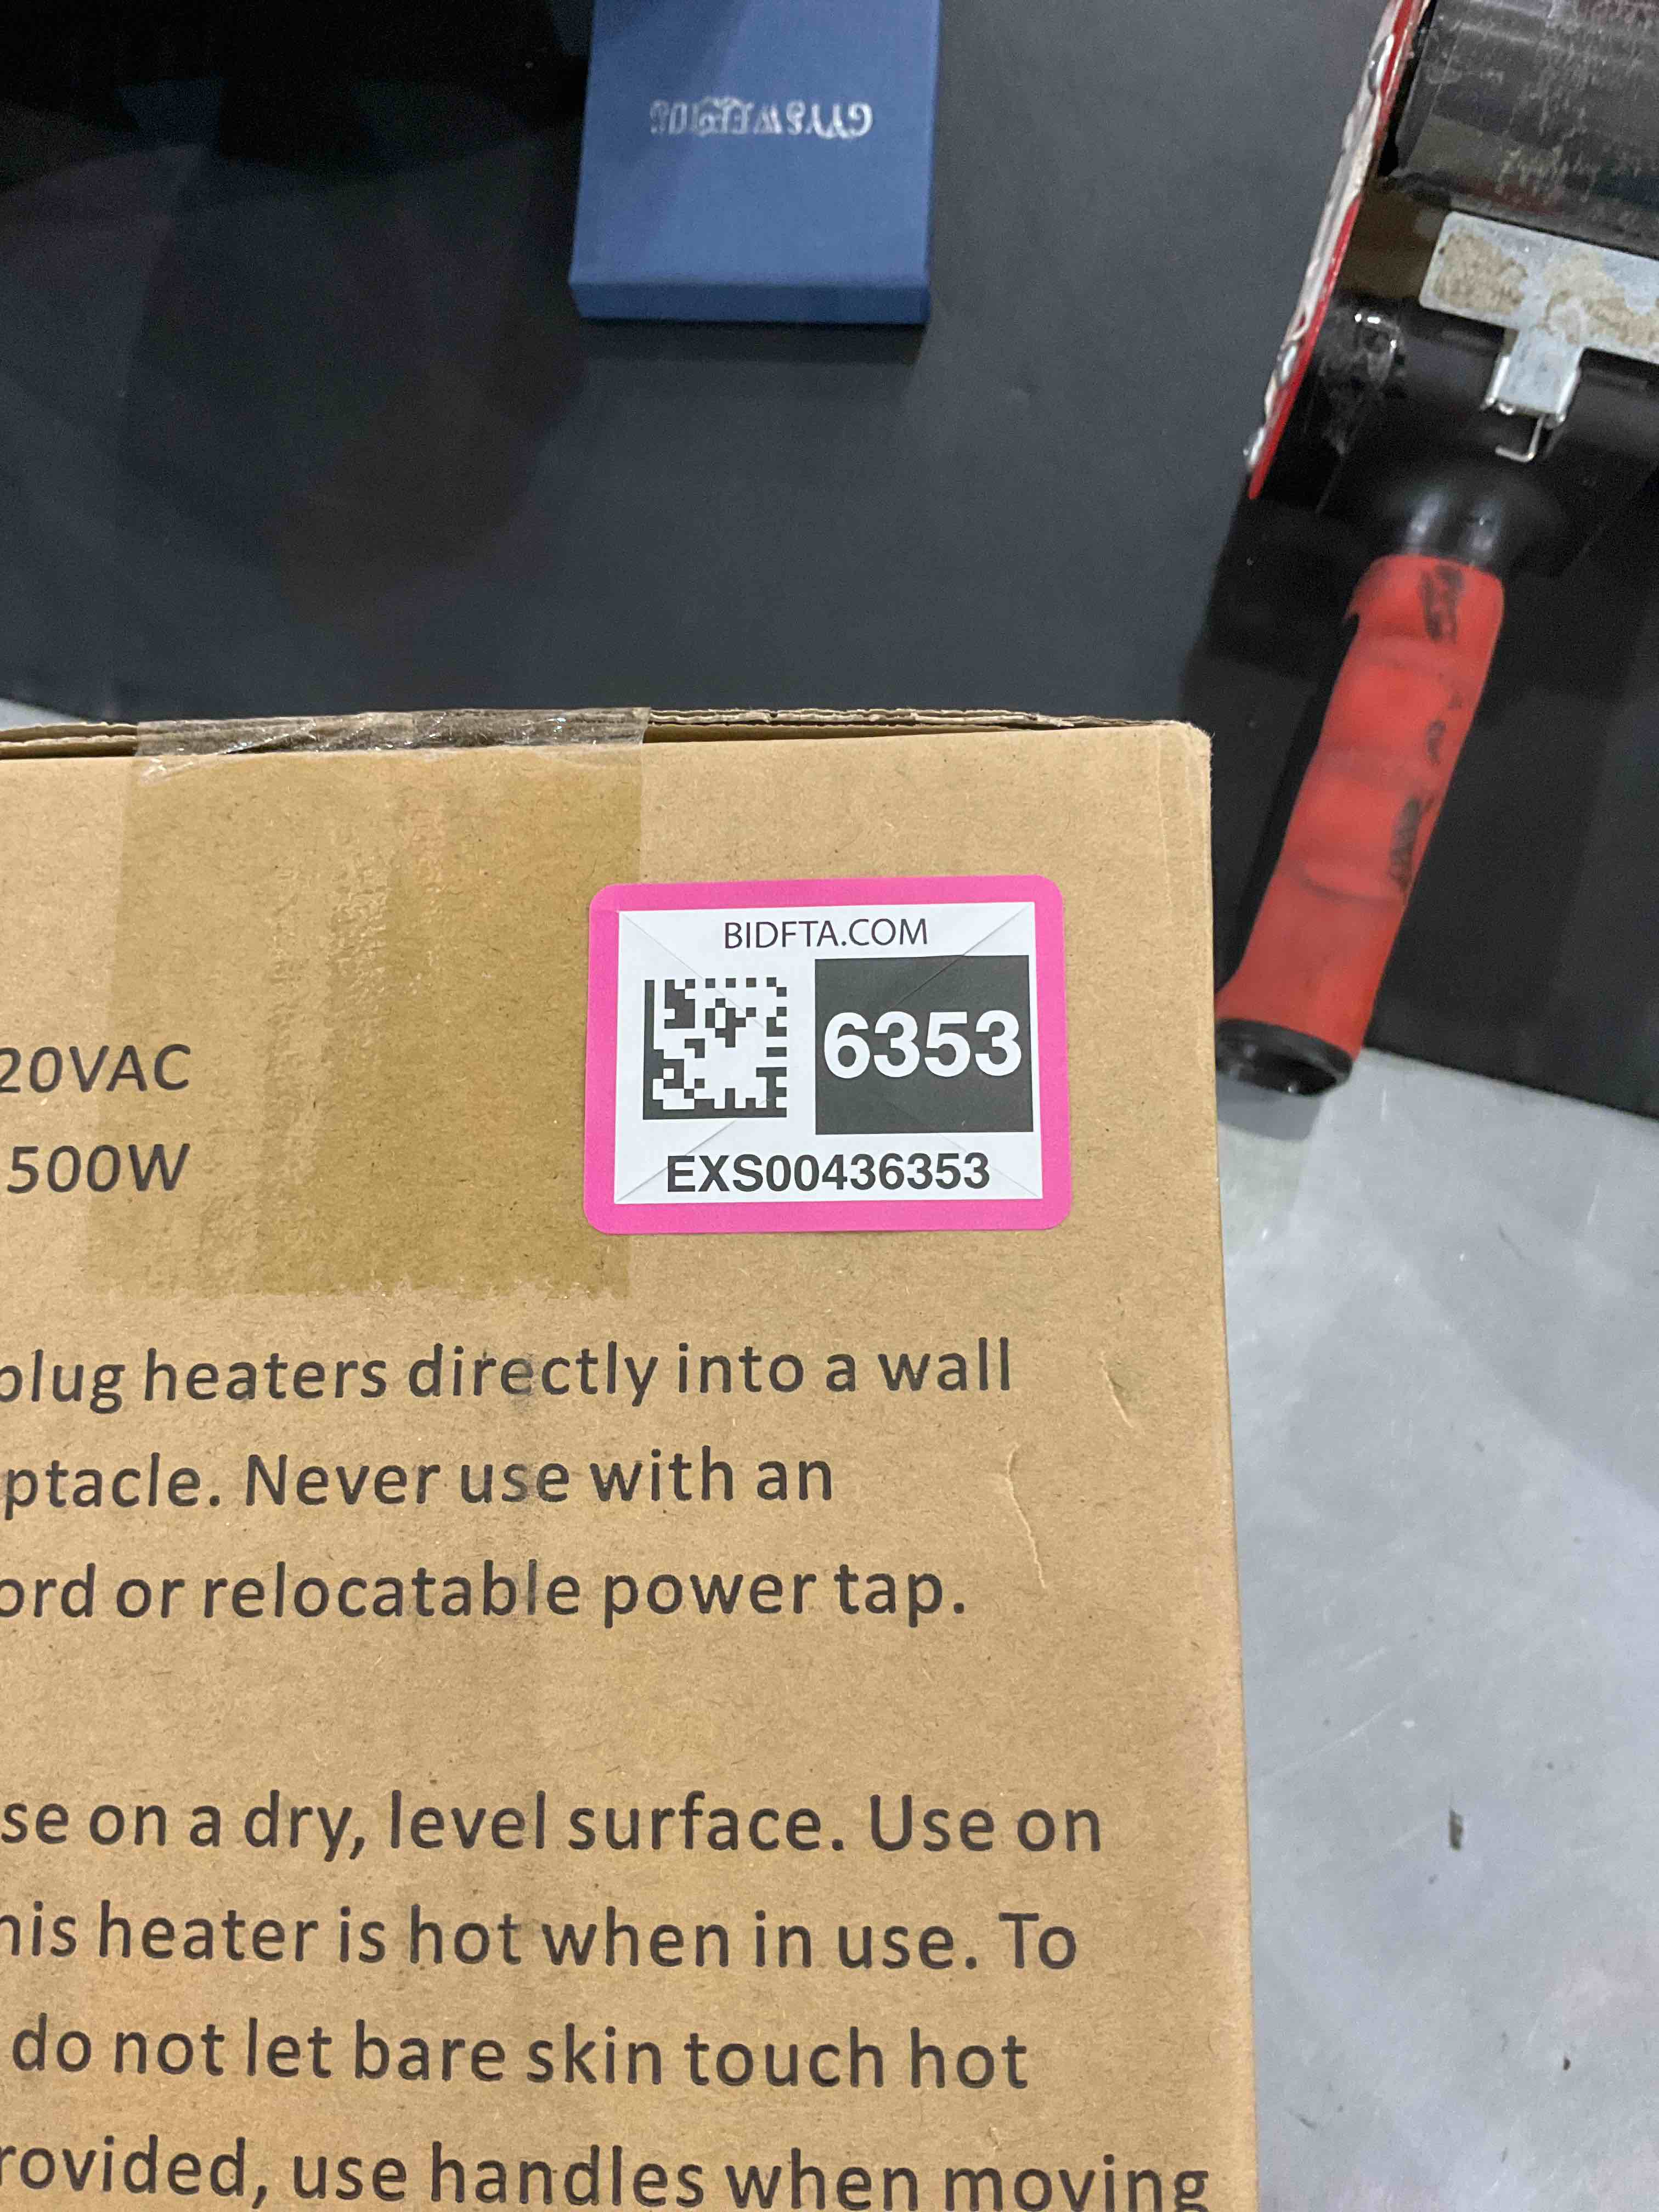 BIDFTA.COM
6353
EXS00436353
20VAC
500W
plug heaters directly into a wall
ptacle. Never use with an
ord or relocatable power tap.
se on a dry, level surface. Use on
his heater is hot when in use. To
do not let bare skin touch hot
rovided, use handles when moving